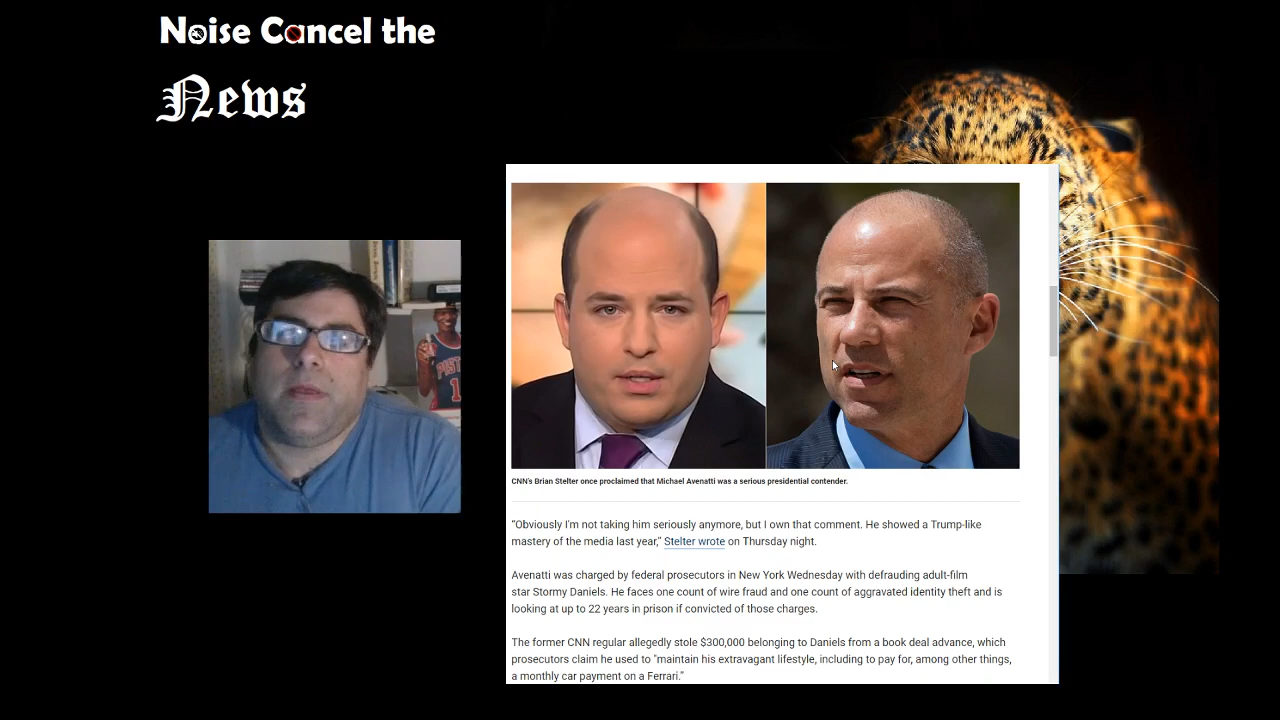 Noise Cancel the
News
CNN's Brian Stelter once proclaimed that Michael Avenatti was a serious presidential contender.
"Obviously I'm not taking him seriously anymore, but I own that comment. He showed a Trump-like
mastery of the media last year," Stelter wrote on Thursday night.
Avenatti was charged by federal prosecutors in New York Wednesday with defrauding adult-film
star Stormy Daniels. He faces one count of wire fraud and one count of aggravated identity theft and is
looking at up to 22 years in prison if convicted of those charges.
The former CNN regular allegedly stole $300,000 belonging to Daniels from a book deal advance, which
prosecutors claim he used to "maintain his extravagant lifestyle, including to pay for, among other things,
a monthly car payment on a Ferrari."
PIST
1